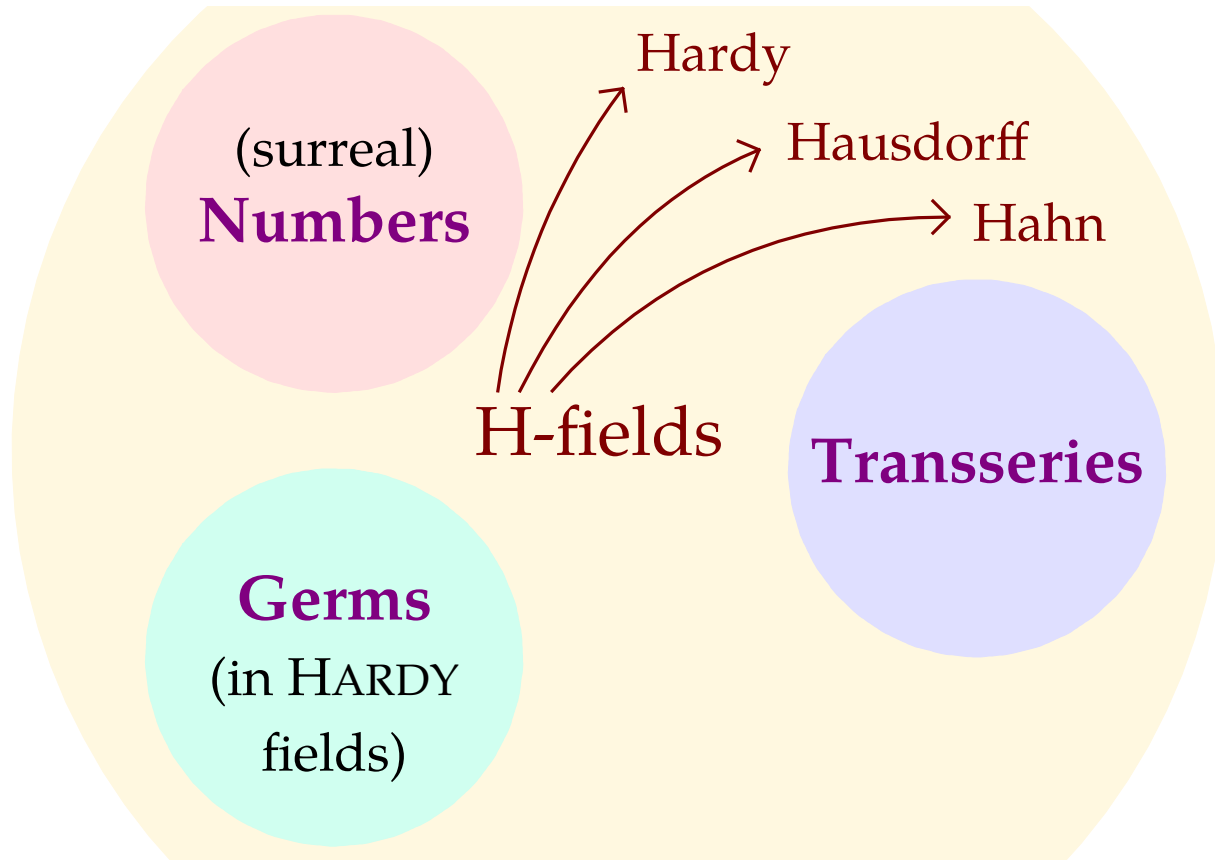 Hardy
Hausdorff
Hahn
(surreal)
Numbers
H-fields
Transseries
Germs
(in HARDY
fields)